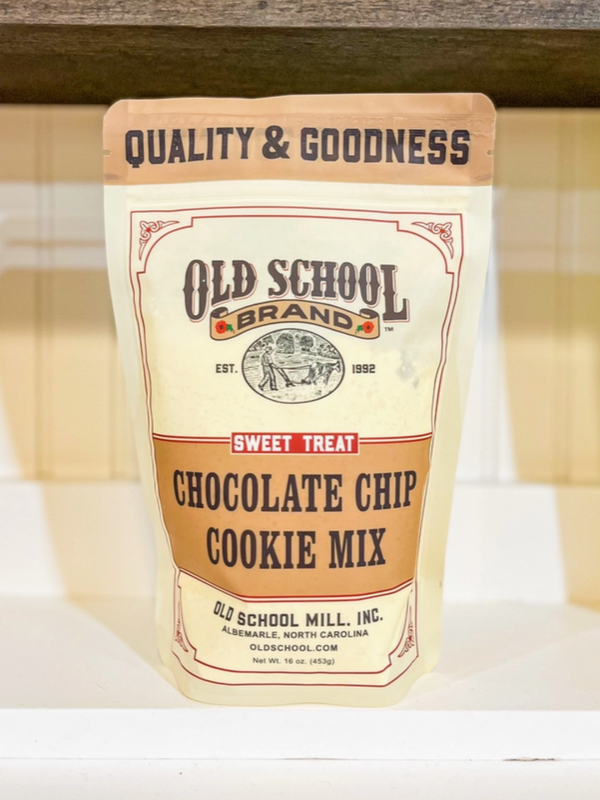 QUALITY & GOODNESS
OLD SCHOOL
BRAND
™
EST. 1992
SWEET TREAT
CHOCOLATE CHIP
COOKIE MIX
OLD SCHOOL MILL. INC.
ALBEMARLE, NORTH CAROLINA
OLDSCHOOL.COM
Net Wt. 16 oz. (453g)